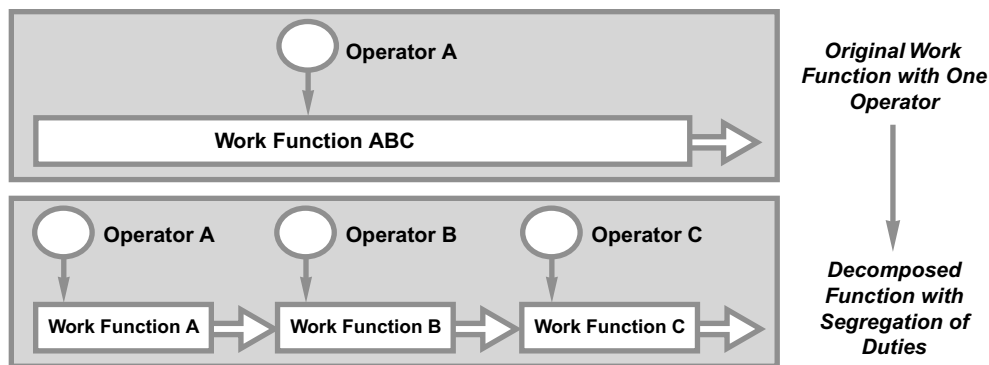 Operator A
Original Work
Function with One
Operator
Work Function ABC
Operator A
Operator B
Operator C
Work Function A
Work Function B
Work Function C
Decomposed
Function with
Segregation of
Duties